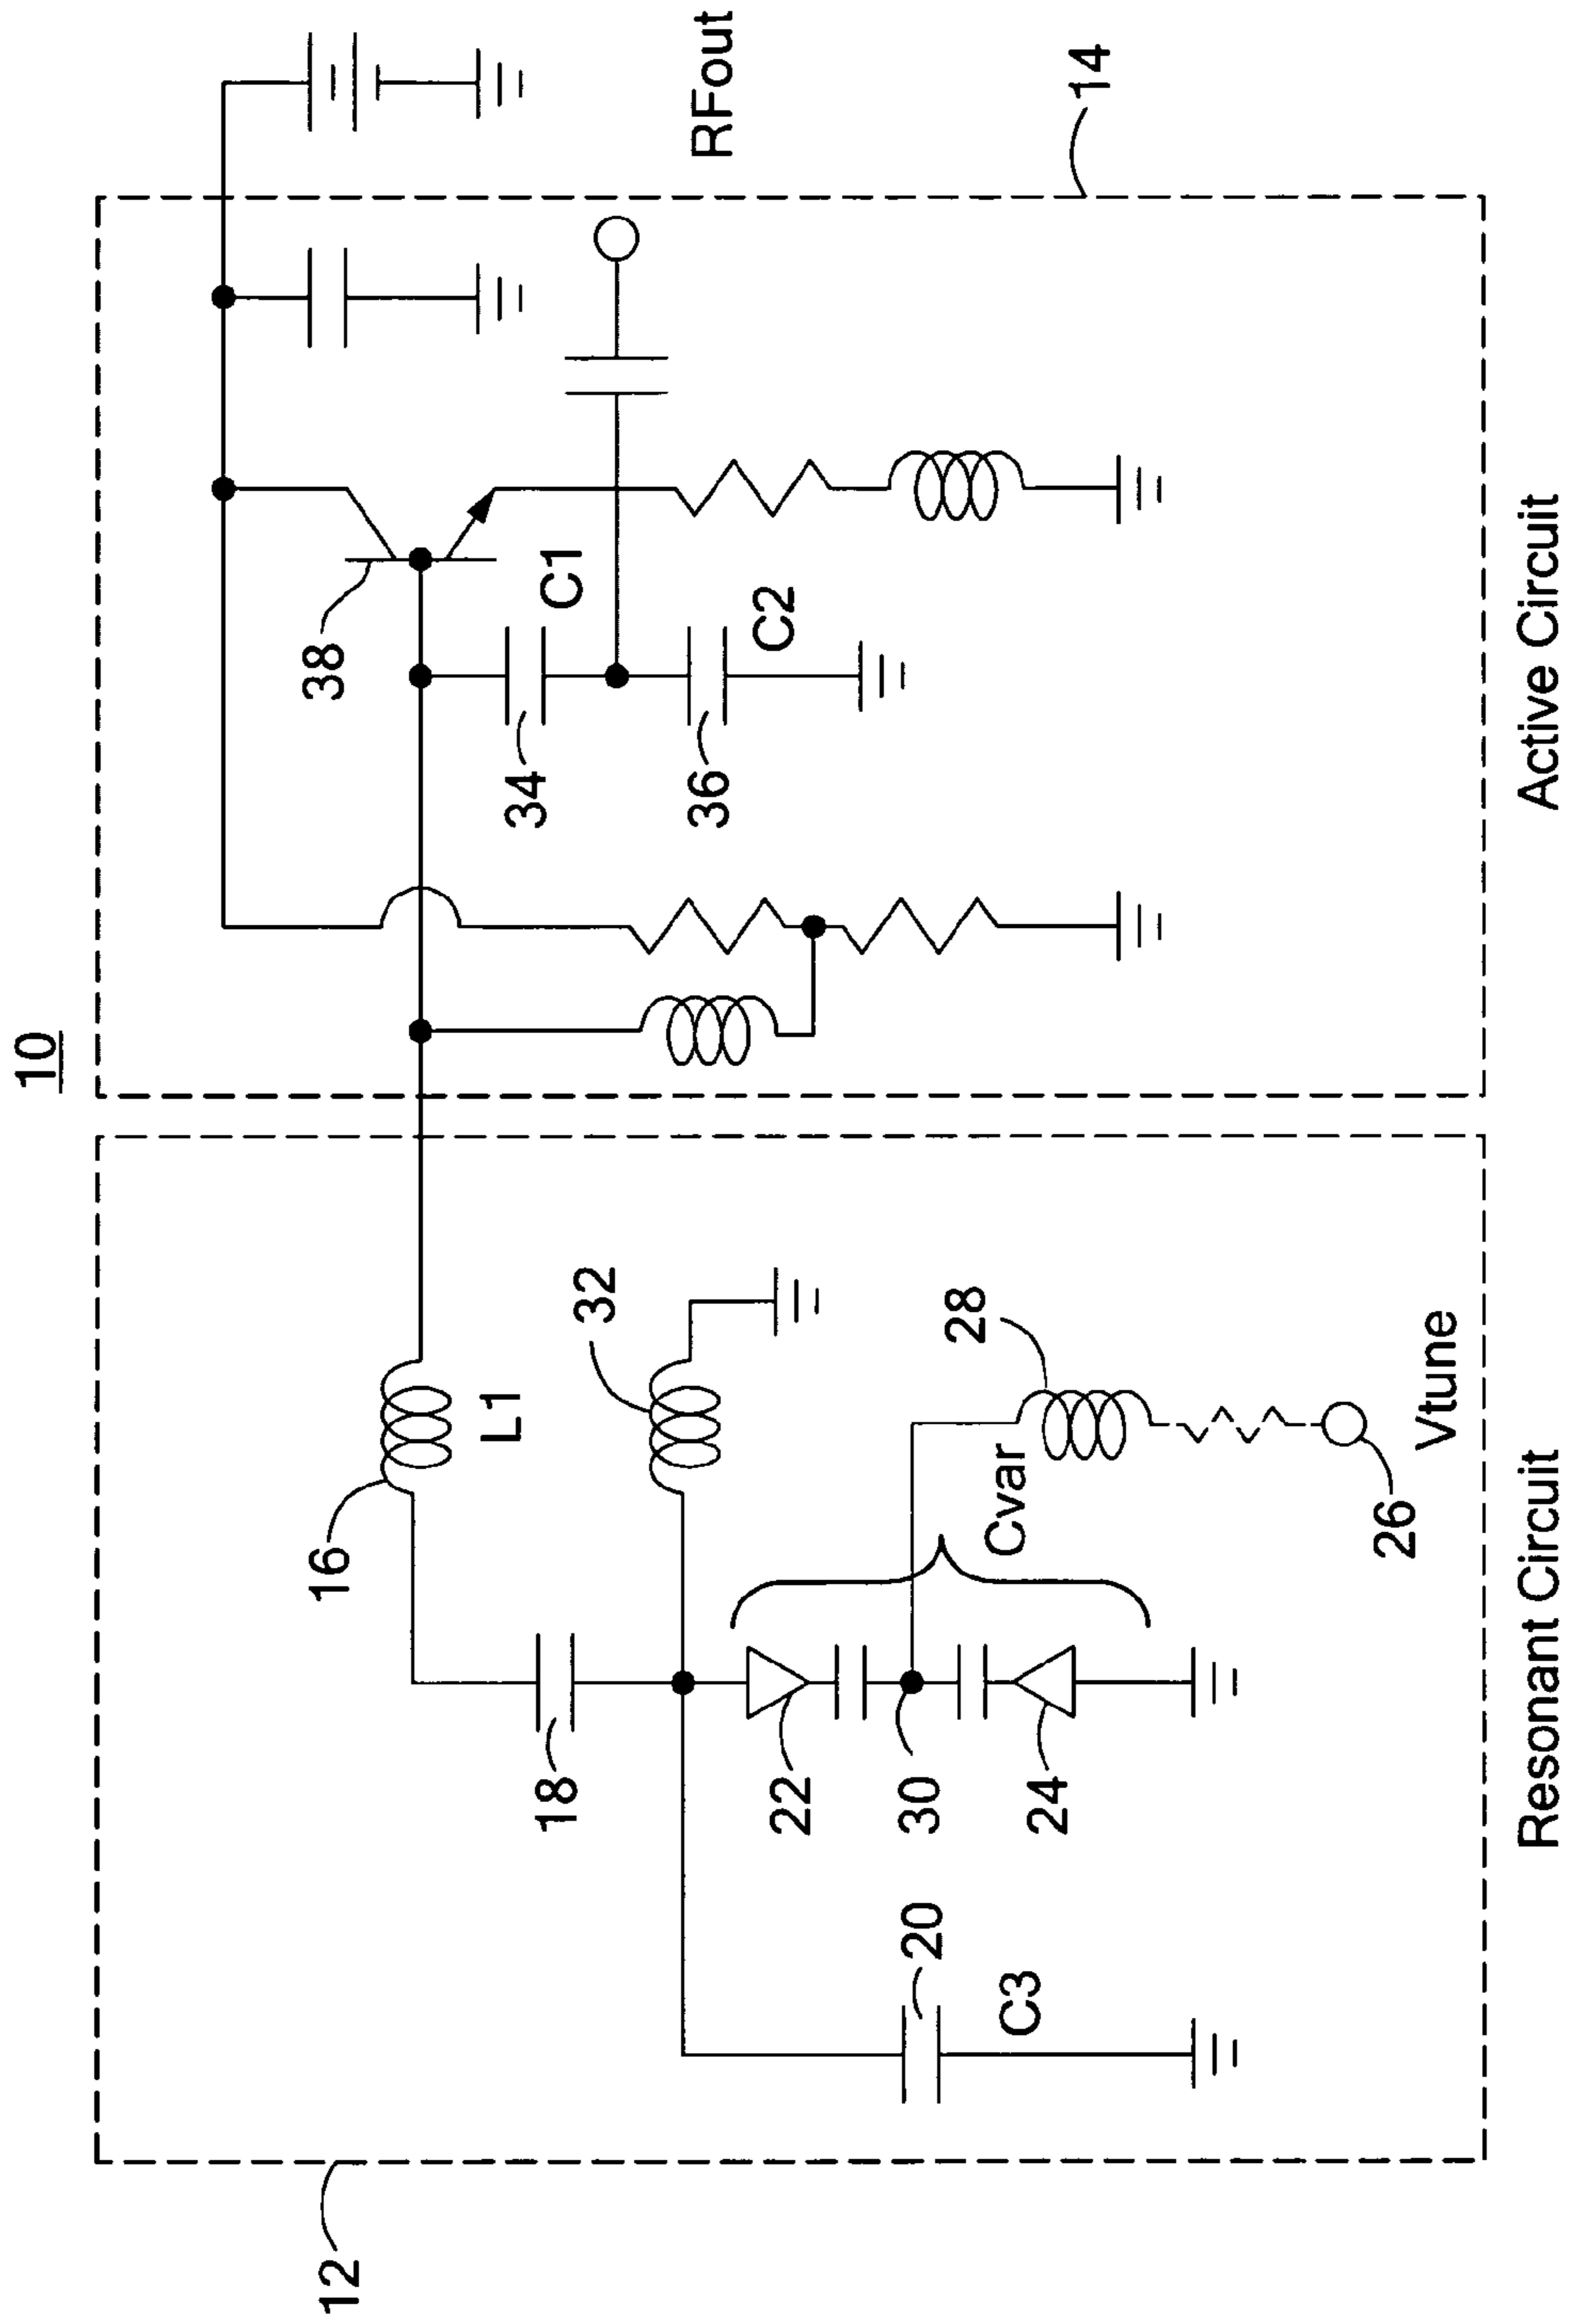 10
12
16
L1
18
32
22
30
24
Cvar
28
26
Vtune
20
C3
Resonant Circuit
38
C1
34
C2
36
RFout
14
Active Circuit